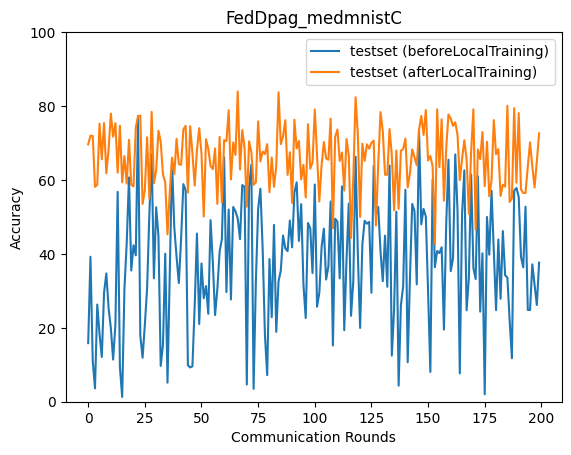 FedDpag_medmnistC
testset (beforeLocalTraining)
testset (afterLocalTraining)
Accuracy
100
80
60
40
20
0
0 25 50 75 100 125 150 175 200
Communication Rounds